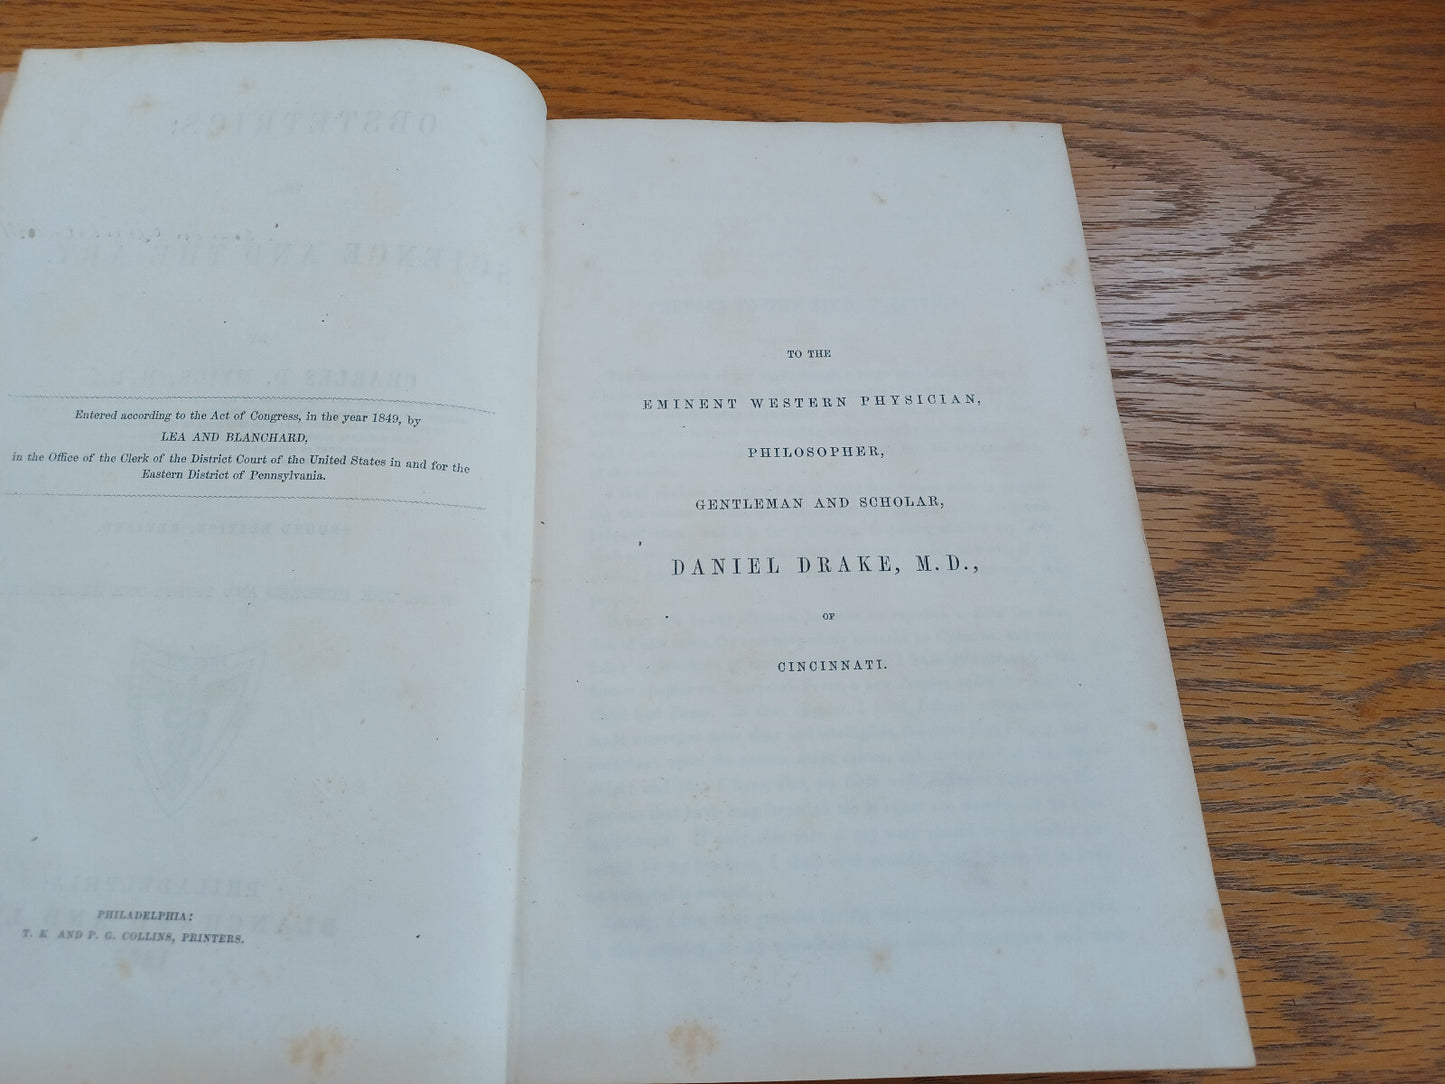 Entered according to the Act of Congress, in the year 1849, by
LEA AND BLANCHARD,
in the Office of the Clerk of the District Court of the United States in and for the
Eastern District of Pennsylvania.
PHILADELPHIA:
T. K AND P. G. COLLINS, PRINTERS.
TO THE
EMINENT WESTERN PHYSICIAN,
PHILOSOPHER,
GENTLEMAN AND SCHOLAR,
DANIEL DRAKE, M.D.,
OF
CINCINNATI.